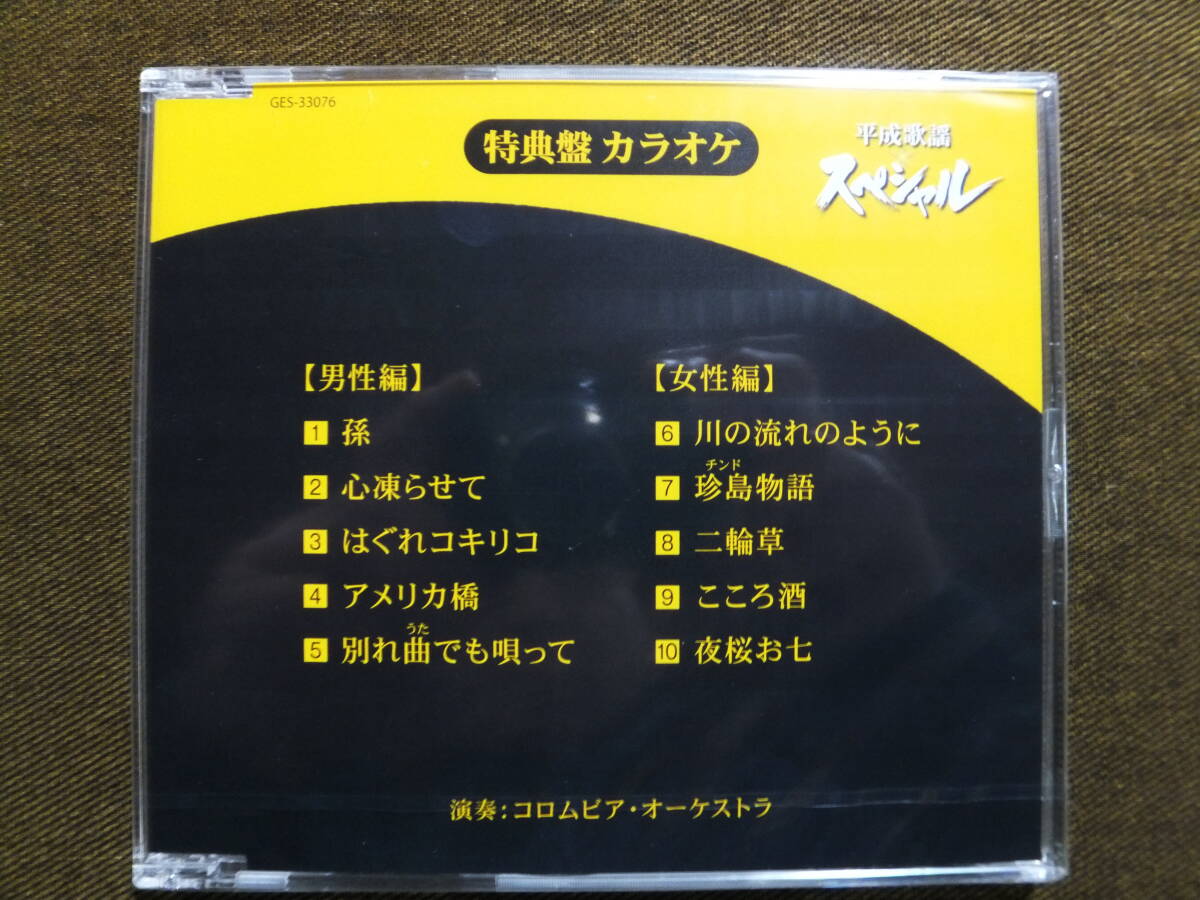 GES-33076
特典盤 カラオケ
平成歌謡
スペシャル
【男性編】
1 孫
2 心凍らせて
3 はぐれコキリコ
4 アメリカ橋
うた
5 別れ曲でも唄って
【女性編】
6 川の流れのように
チンド
7 珍島物語
8 二輪草
9 こころ酒
10 夜桜お七
演奏:コロムビア・オーケストラ